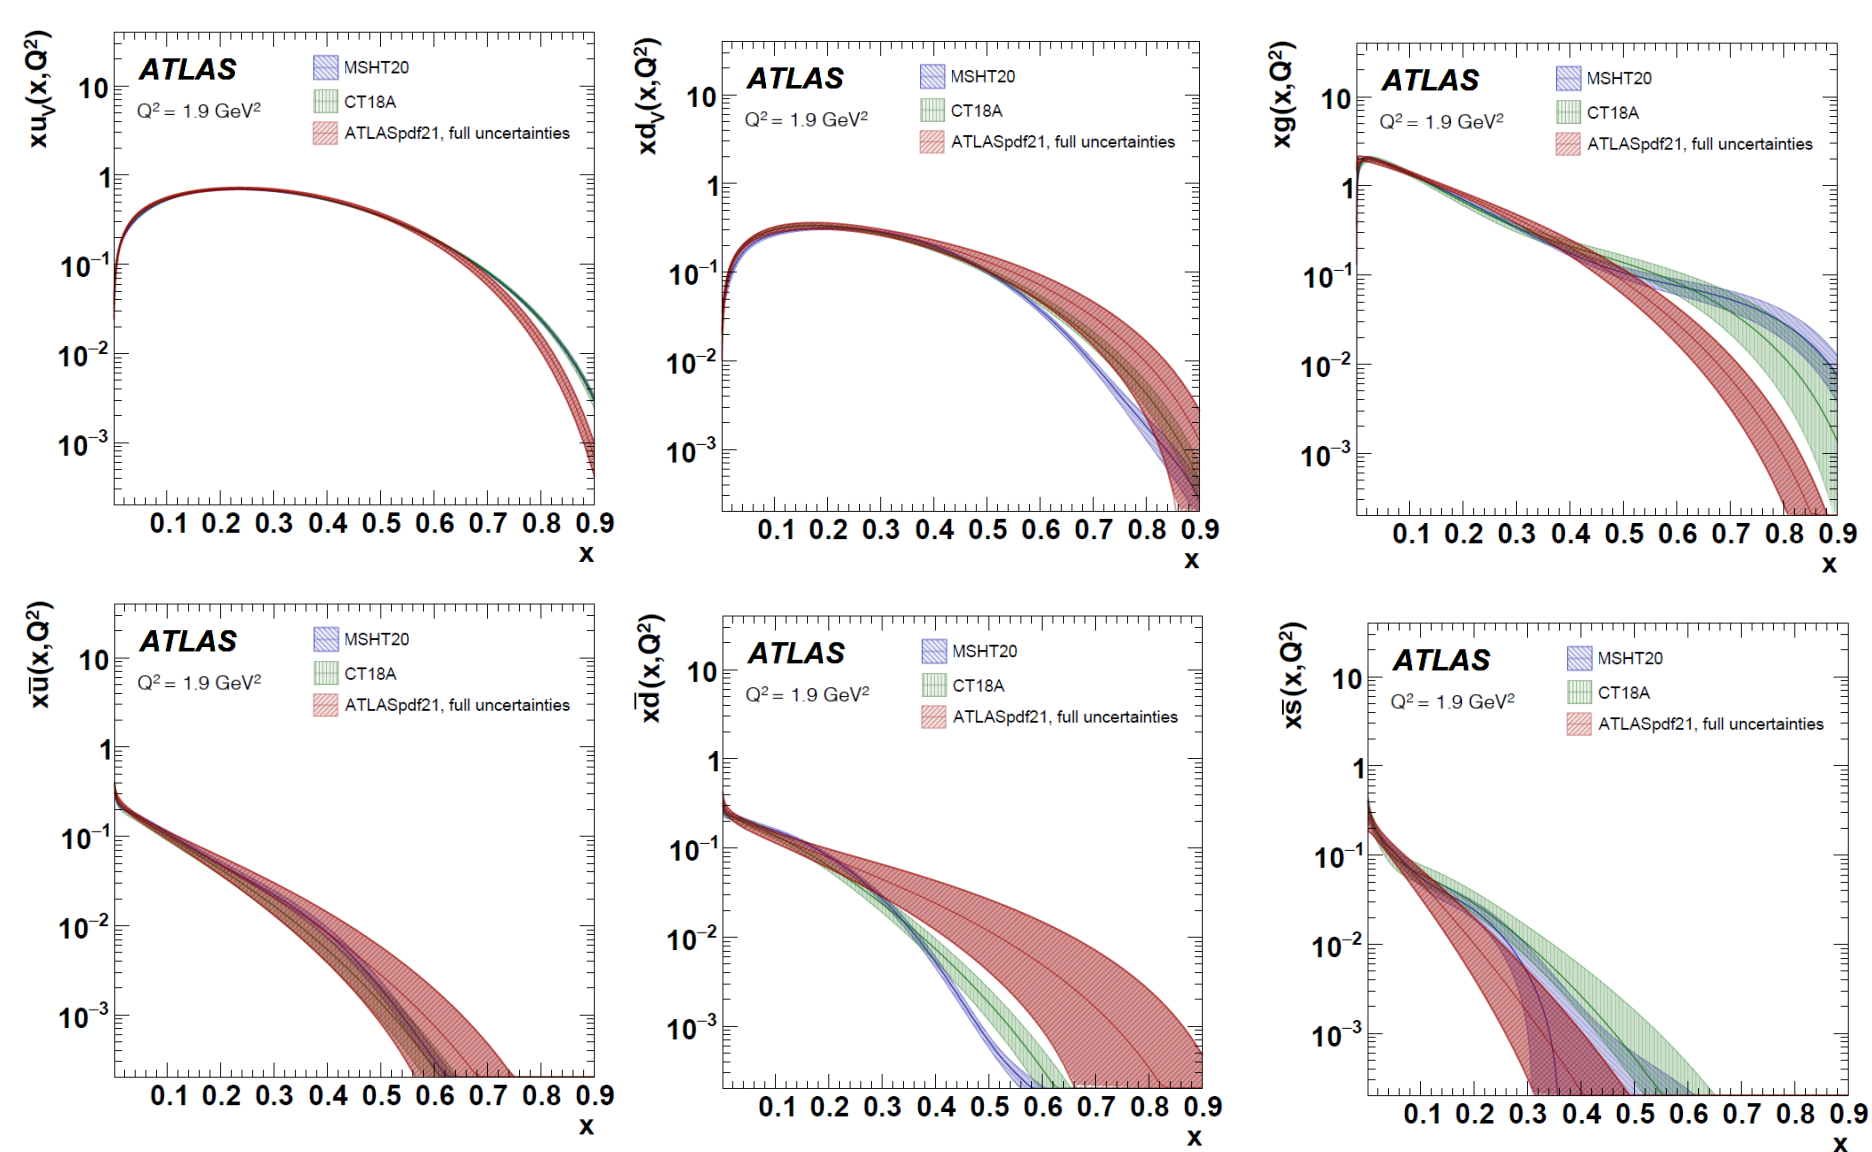 xu_V(x,Q²)
ATLAS
Q² = 1.9 GeV²
MSHT20
CT18A
ATLASpdf21, full uncertainties
10
1
10⁻¹
10⁻²
10⁻³
0.1 0.2 0.3 0.4 0.5 0.6 0.7 0.8 0.9
x
xd_V(x,Q²)
ATLAS
Q² = 1.9 GeV²
MSHT20
CT18A
ATLASpdf21, full uncertainties
10
1
10⁻¹
10⁻²
10⁻³
0.1 0.2 0.3 0.4 0.5 0.6 0.7 0.8 0.9
x
xg(x,Q²)
ATLAS
Q² = 1.9 GeV²
MSHT20
CT18A
ATLASpdf21, full uncertainties
10
1
10⁻¹
10⁻²
10⁻³
0.1 0.2 0.3 0.4 0.5 0.6 0.7 0.8 0.9
x
xu̅(x,Q²)
ATLAS
Q² = 1.9 GeV²
MSHT20
CT18A
ATLASpdf21, full uncertainties
10
1
10⁻¹
10⁻²
10⁻³
0.1 0.2 0.3 0.4 0.5 0.6 0.7 0.8 0.9
x
xd̅(x,Q²)
ATLAS
Q² = 1.9 GeV²
MSHT20
CT18A
ATLASpdf21, full uncertainties
10
1
10⁻¹
10⁻²
10⁻³
0.1 0.2 0.3 0.4 0.5 0.6 0.7 0.8 0.9
x
xs̅(x,Q²)
ATLAS
Q² = 1.9 GeV²
MSHT20
CT18A
ATLASpdf21, full uncertainties
10
1
10⁻¹
10⁻²
10⁻³
0.1 0.2 0.3 0.4 0.5 0.6 0.7 0.8 0.9
x